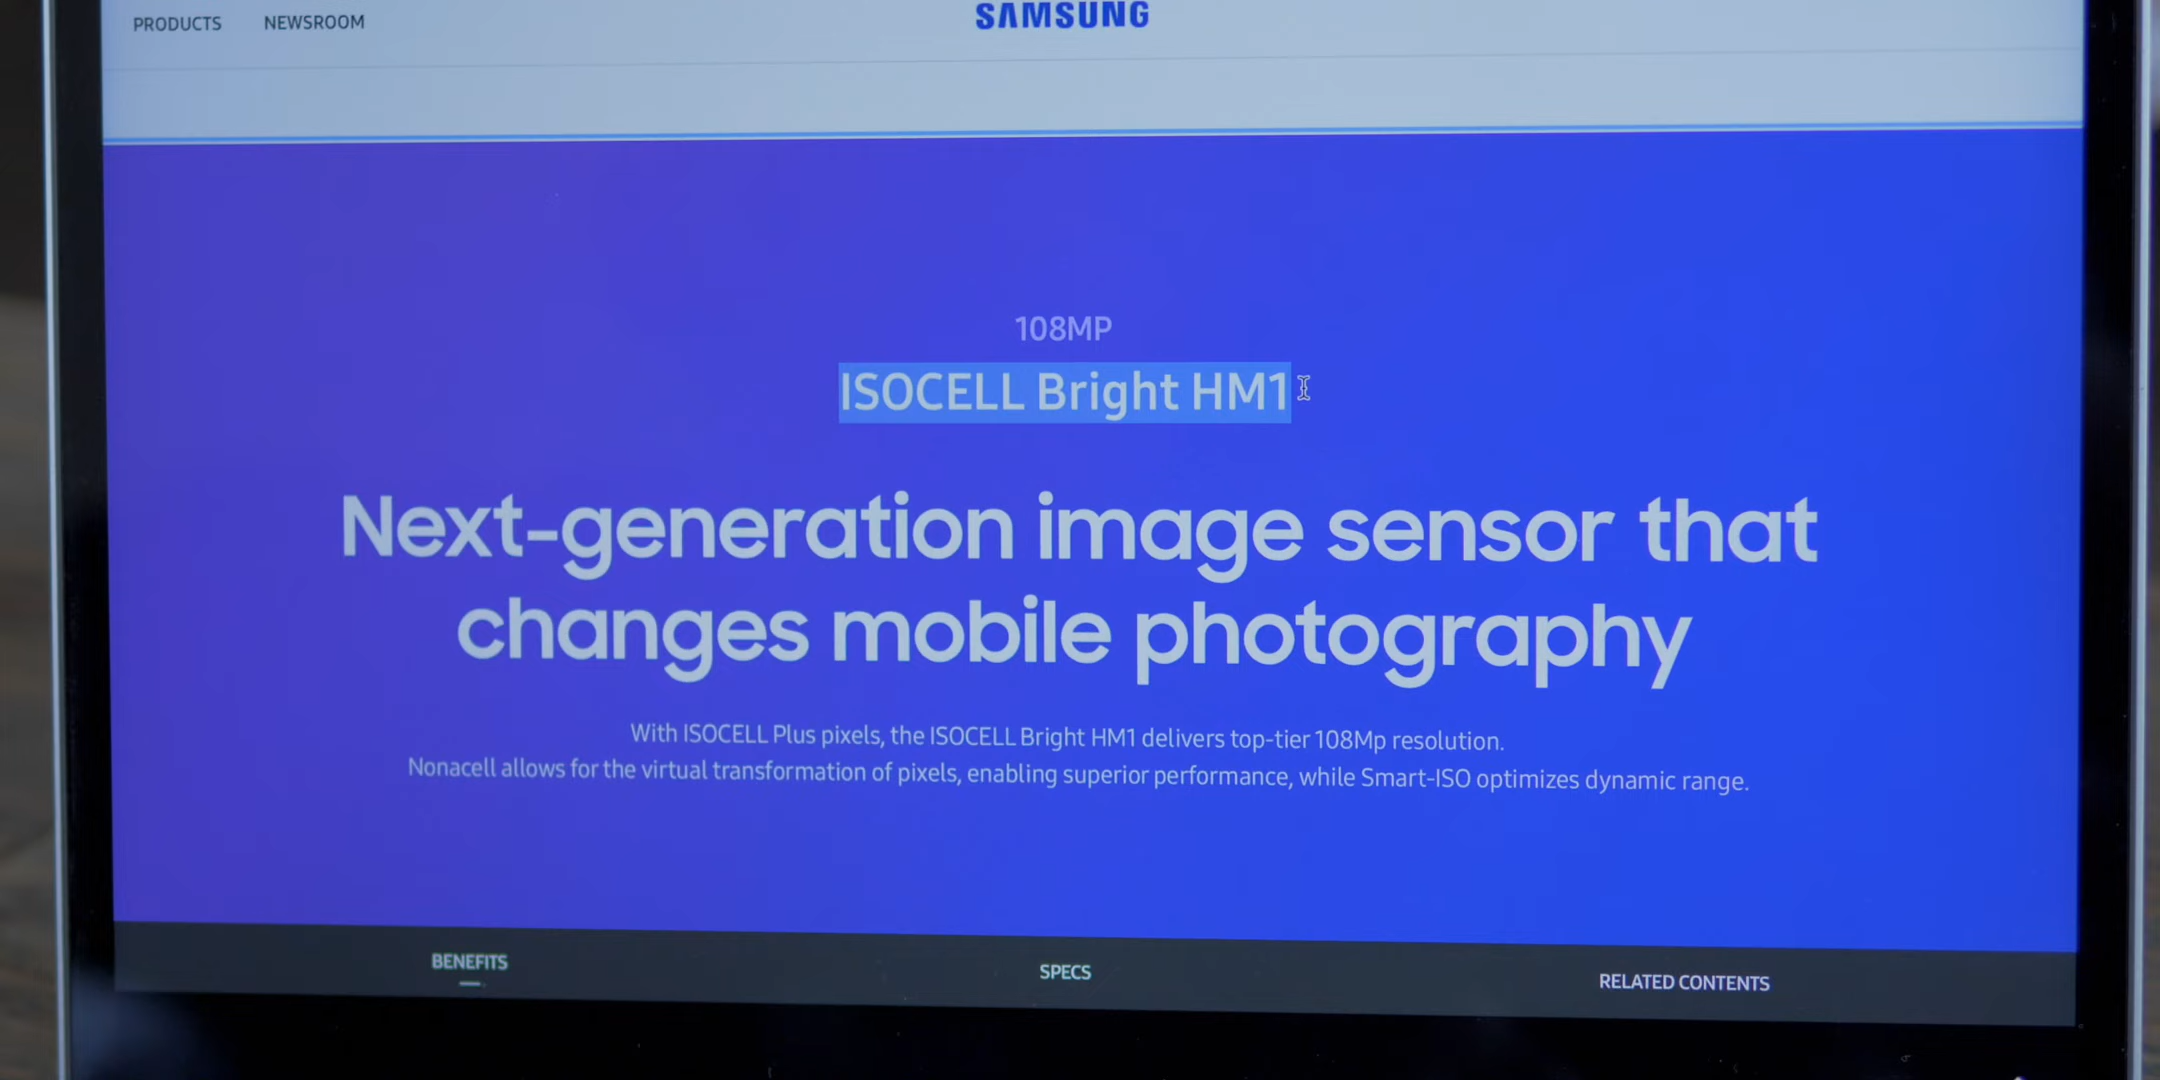 PRODUCTS NEWSROOM SAMSUNG
108MP
ISOCELL Bright HM1
Next-generation image sensor that
changes mobile photography
With ISOCELL Plus pixels, the ISOCELL Bright HM1 delivers top-tier 108Mp resolution.
Nonacell allows for the virtual transformation of pixels, enabling superior performance, while Smart-ISO optimizes dynamic range.
BENEFITS SPECS RELATED CONTENTS